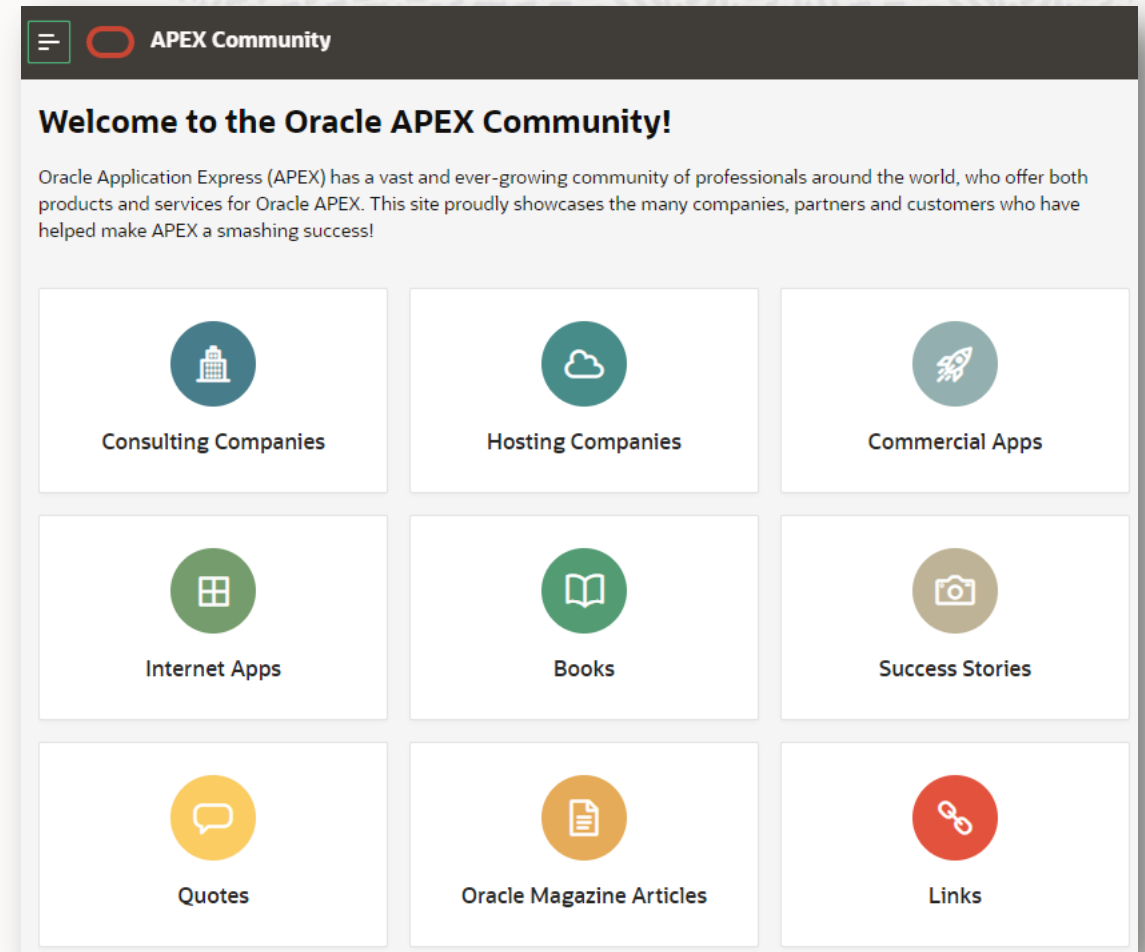 APEX Community
Welcome to the Oracle APEX Community!
Oracle Application Express (APEX) has a vast and ever-growing community of professionals around the world, who offer both
products and services for Oracle APEX. This site proudly showcases the many companies, partners and customers who have
helped make APEX a smashing success!
Consulting Companies
Hosting Companies
Commercial Apps
Internet Apps
Books
Success Stories
Quotes
Oracle Magazine Articles
Links